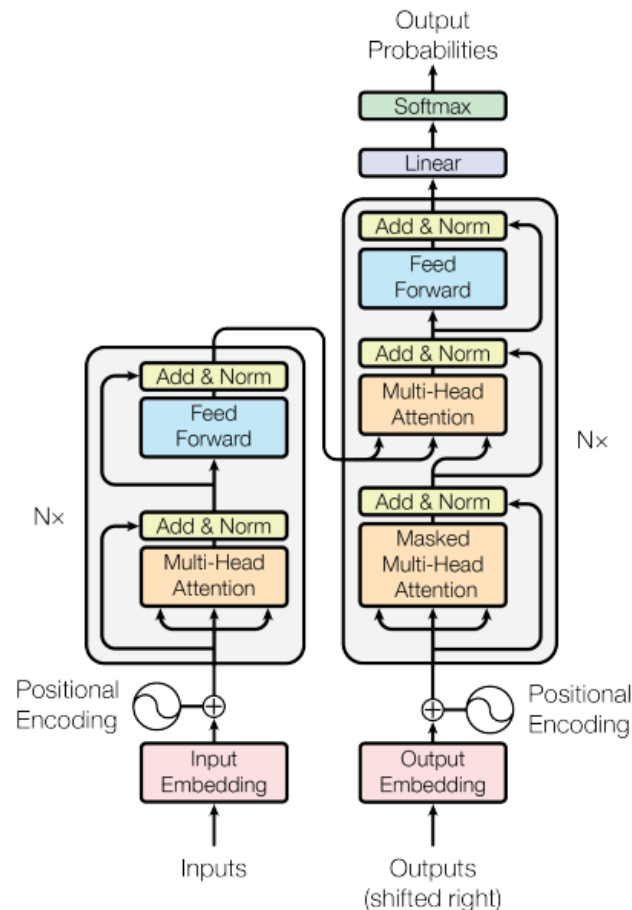 Output
Probabilities
Softmax
Linear
Add & Norm
Feed
Forward
Add & Norm
Multi-Head
Attention
Nx
Add & Norm
Masked
Multi-Head
Attention
Add & Norm
Feed
Forward
Nx
Add & Norm
Multi-Head
Attention
Positional
Encoding
Positional
Encoding
Input
Embedding
Output
Embedding
Inputs
Outputs
(shifted right)